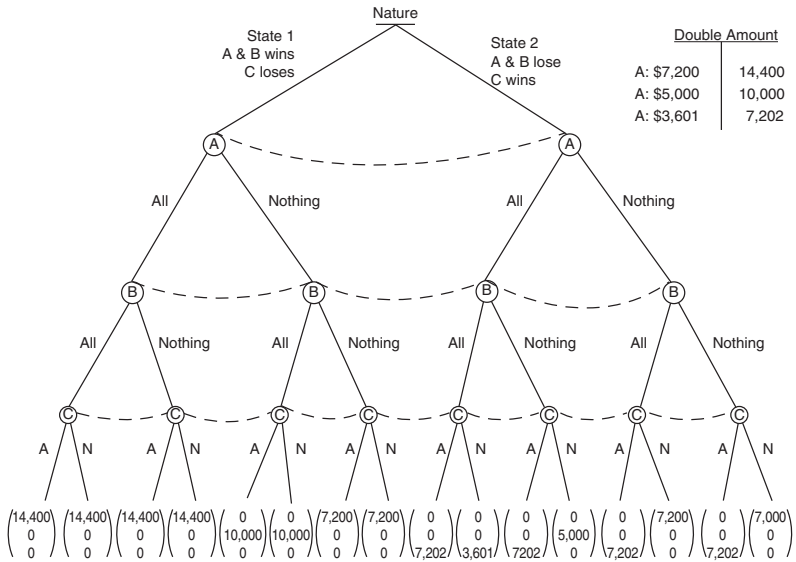 Nature
State 1
A & B wins
C loses
State 2
A & B lose
C wins
Double Amount
A: $7,200 14,400
A: $5,000 10,000
A: $3,601 7,202
A A
All Nothing All Nothing
B B B B
All Nothing All Nothing All Nothing All Nothing
C C C C C C C C
A N A N A N A N A N A N A N A N
14,400 14,400 14,400 14,400 0 0 7,200 7,200 0 0 0 0 0 7,200 0 7,000
0 0 0 0 10,000 10,000 0 0 0 0 0 5,000 0 0 0 0
0 0 0 0 0 0 0 0 7,202 3,601 7202 0 7,202 0 7,202 0